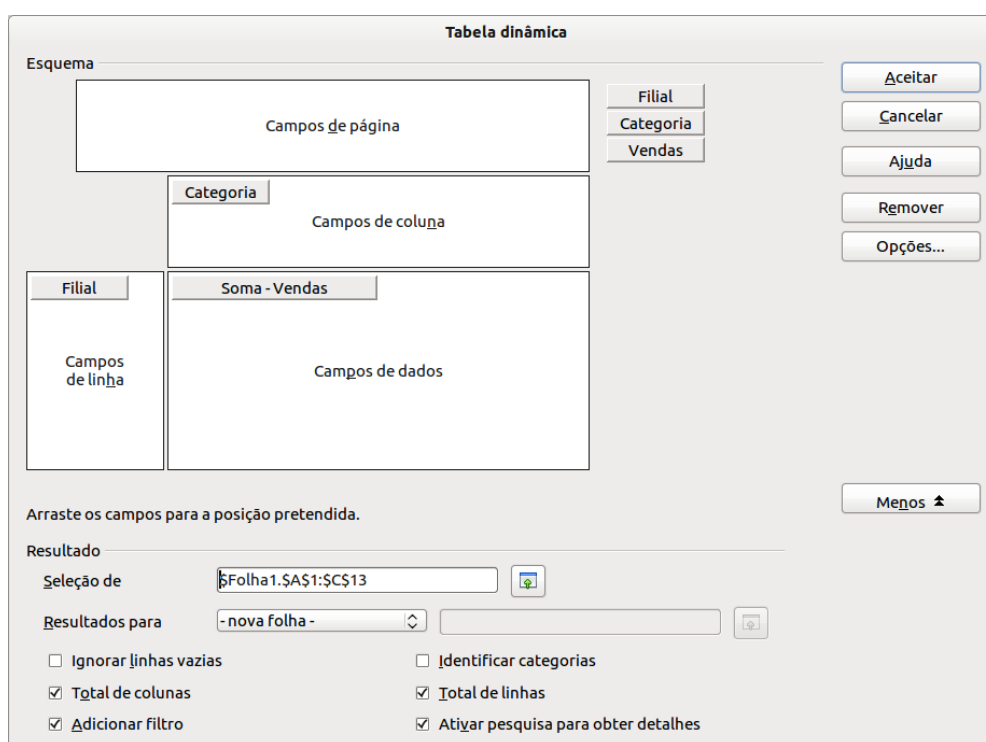 Tabela dinâmica
Esquema
Aceitar
Cancelar
Ajuda
Remover
Opções...
Campos de página
Filial
Categoria
Vendas
Categoria
Campos de coluna
Filial
Campos
de linha
Soma - Vendas
Campos de dados
Menos
Arraste os campos para a posição pretendida.
Resultado
Seleção de
$Folha1.$A$1:$C$13
Resultados para
- nova folha -
Ignorar linhas vazias
Identificar categorias
Total de colunas
Total de linhas
Adicionar filtro
Ativar pesquisa para obter detalhes